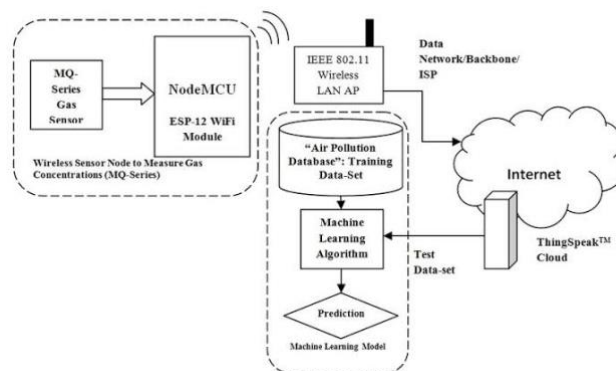 MQ-
Series
Gas
Sensor
NodeMCU
ESP-12 WiFi
Module
Wireless Sensor Node to Measure Gas
Concentrations (MQ-Series)
IEEE 802.11
Wireless
LAN AP
Data
Network/Backbone/
ISP
"Air Pollution
Database": Training
Data-Set
Machine
Learning
Algorithm
Prediction
Machine Learning Model
Test
Data-set
Internet
ThingSpeak™
Cloud